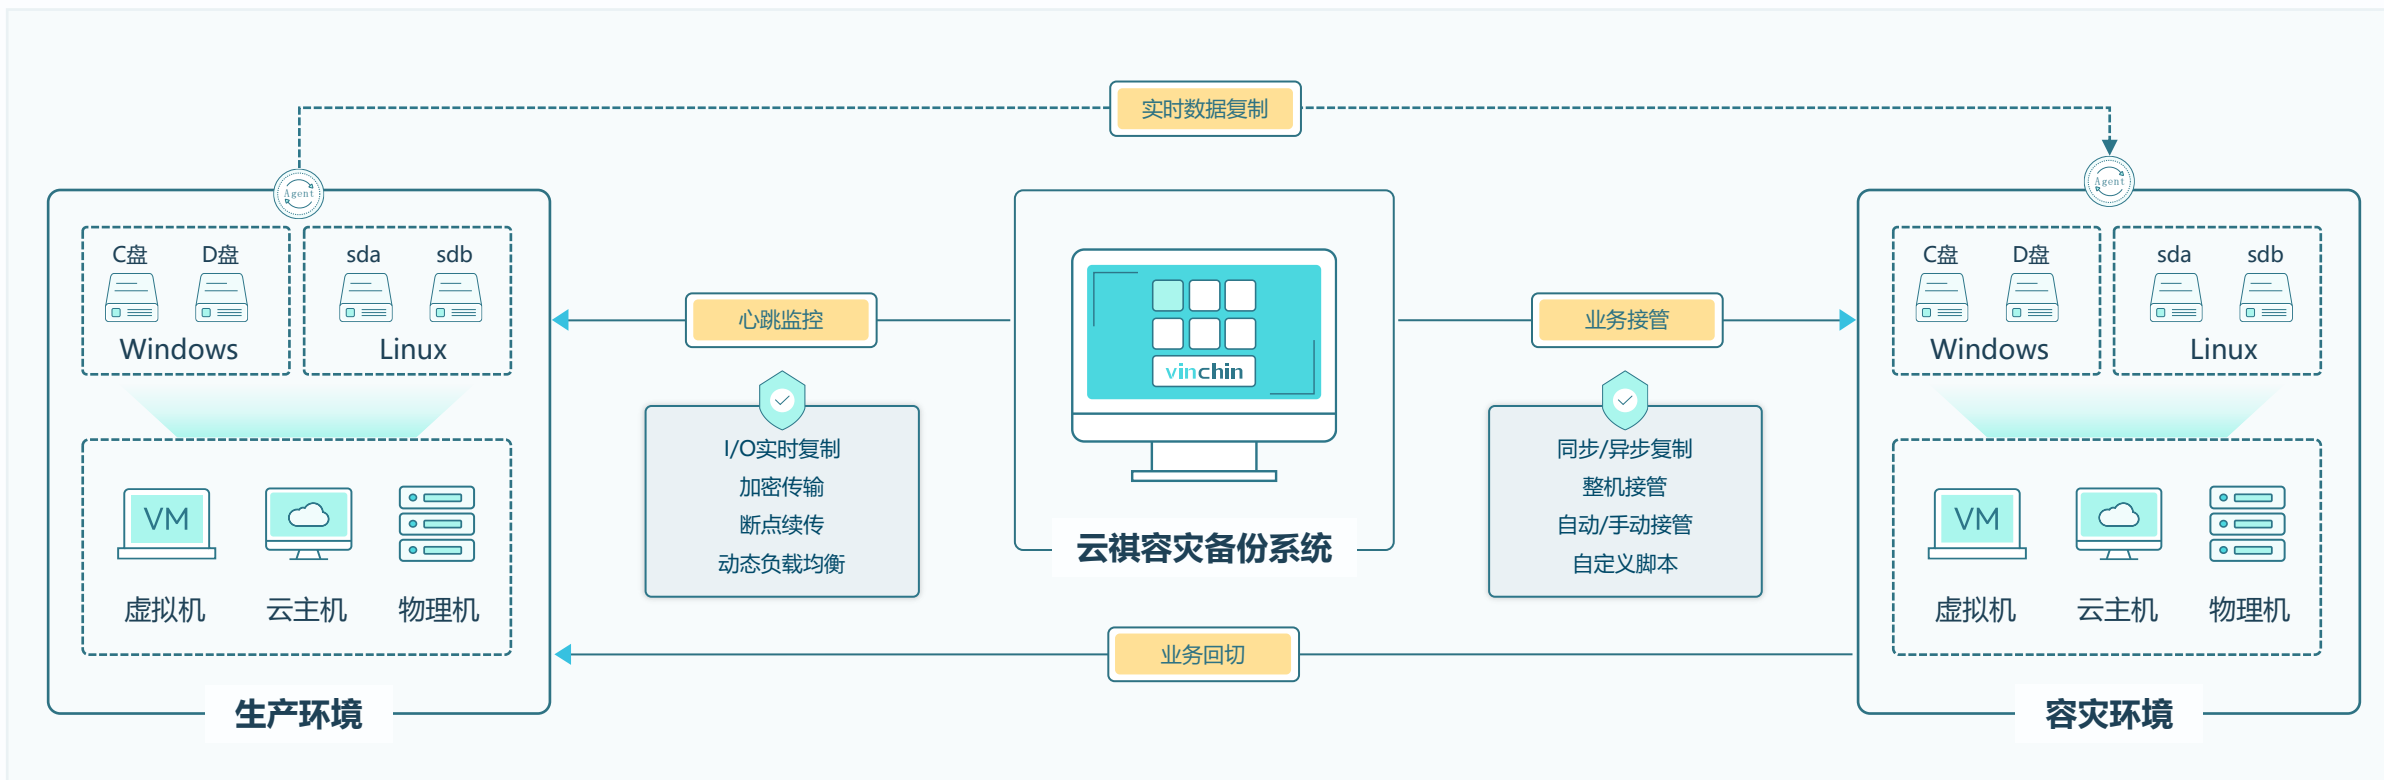 实时数据复制
Agent
C盘
D盘
Windows
sda
sdb
Linux
VM
虚拟机
云主机
物理机
生产环境
心跳监控
I/O实时复制
加密传输
断点续传
动态负载均衡
vinchin
云祺容灾备份系统
业务接管
同步/异步复制
整机接管
自动/手动接管
自定义脚本
业务回切
Agent
C盘
D盘
Windows
sda
sdb
Linux
VM
虚拟机
云主机
物理机
容灾环境